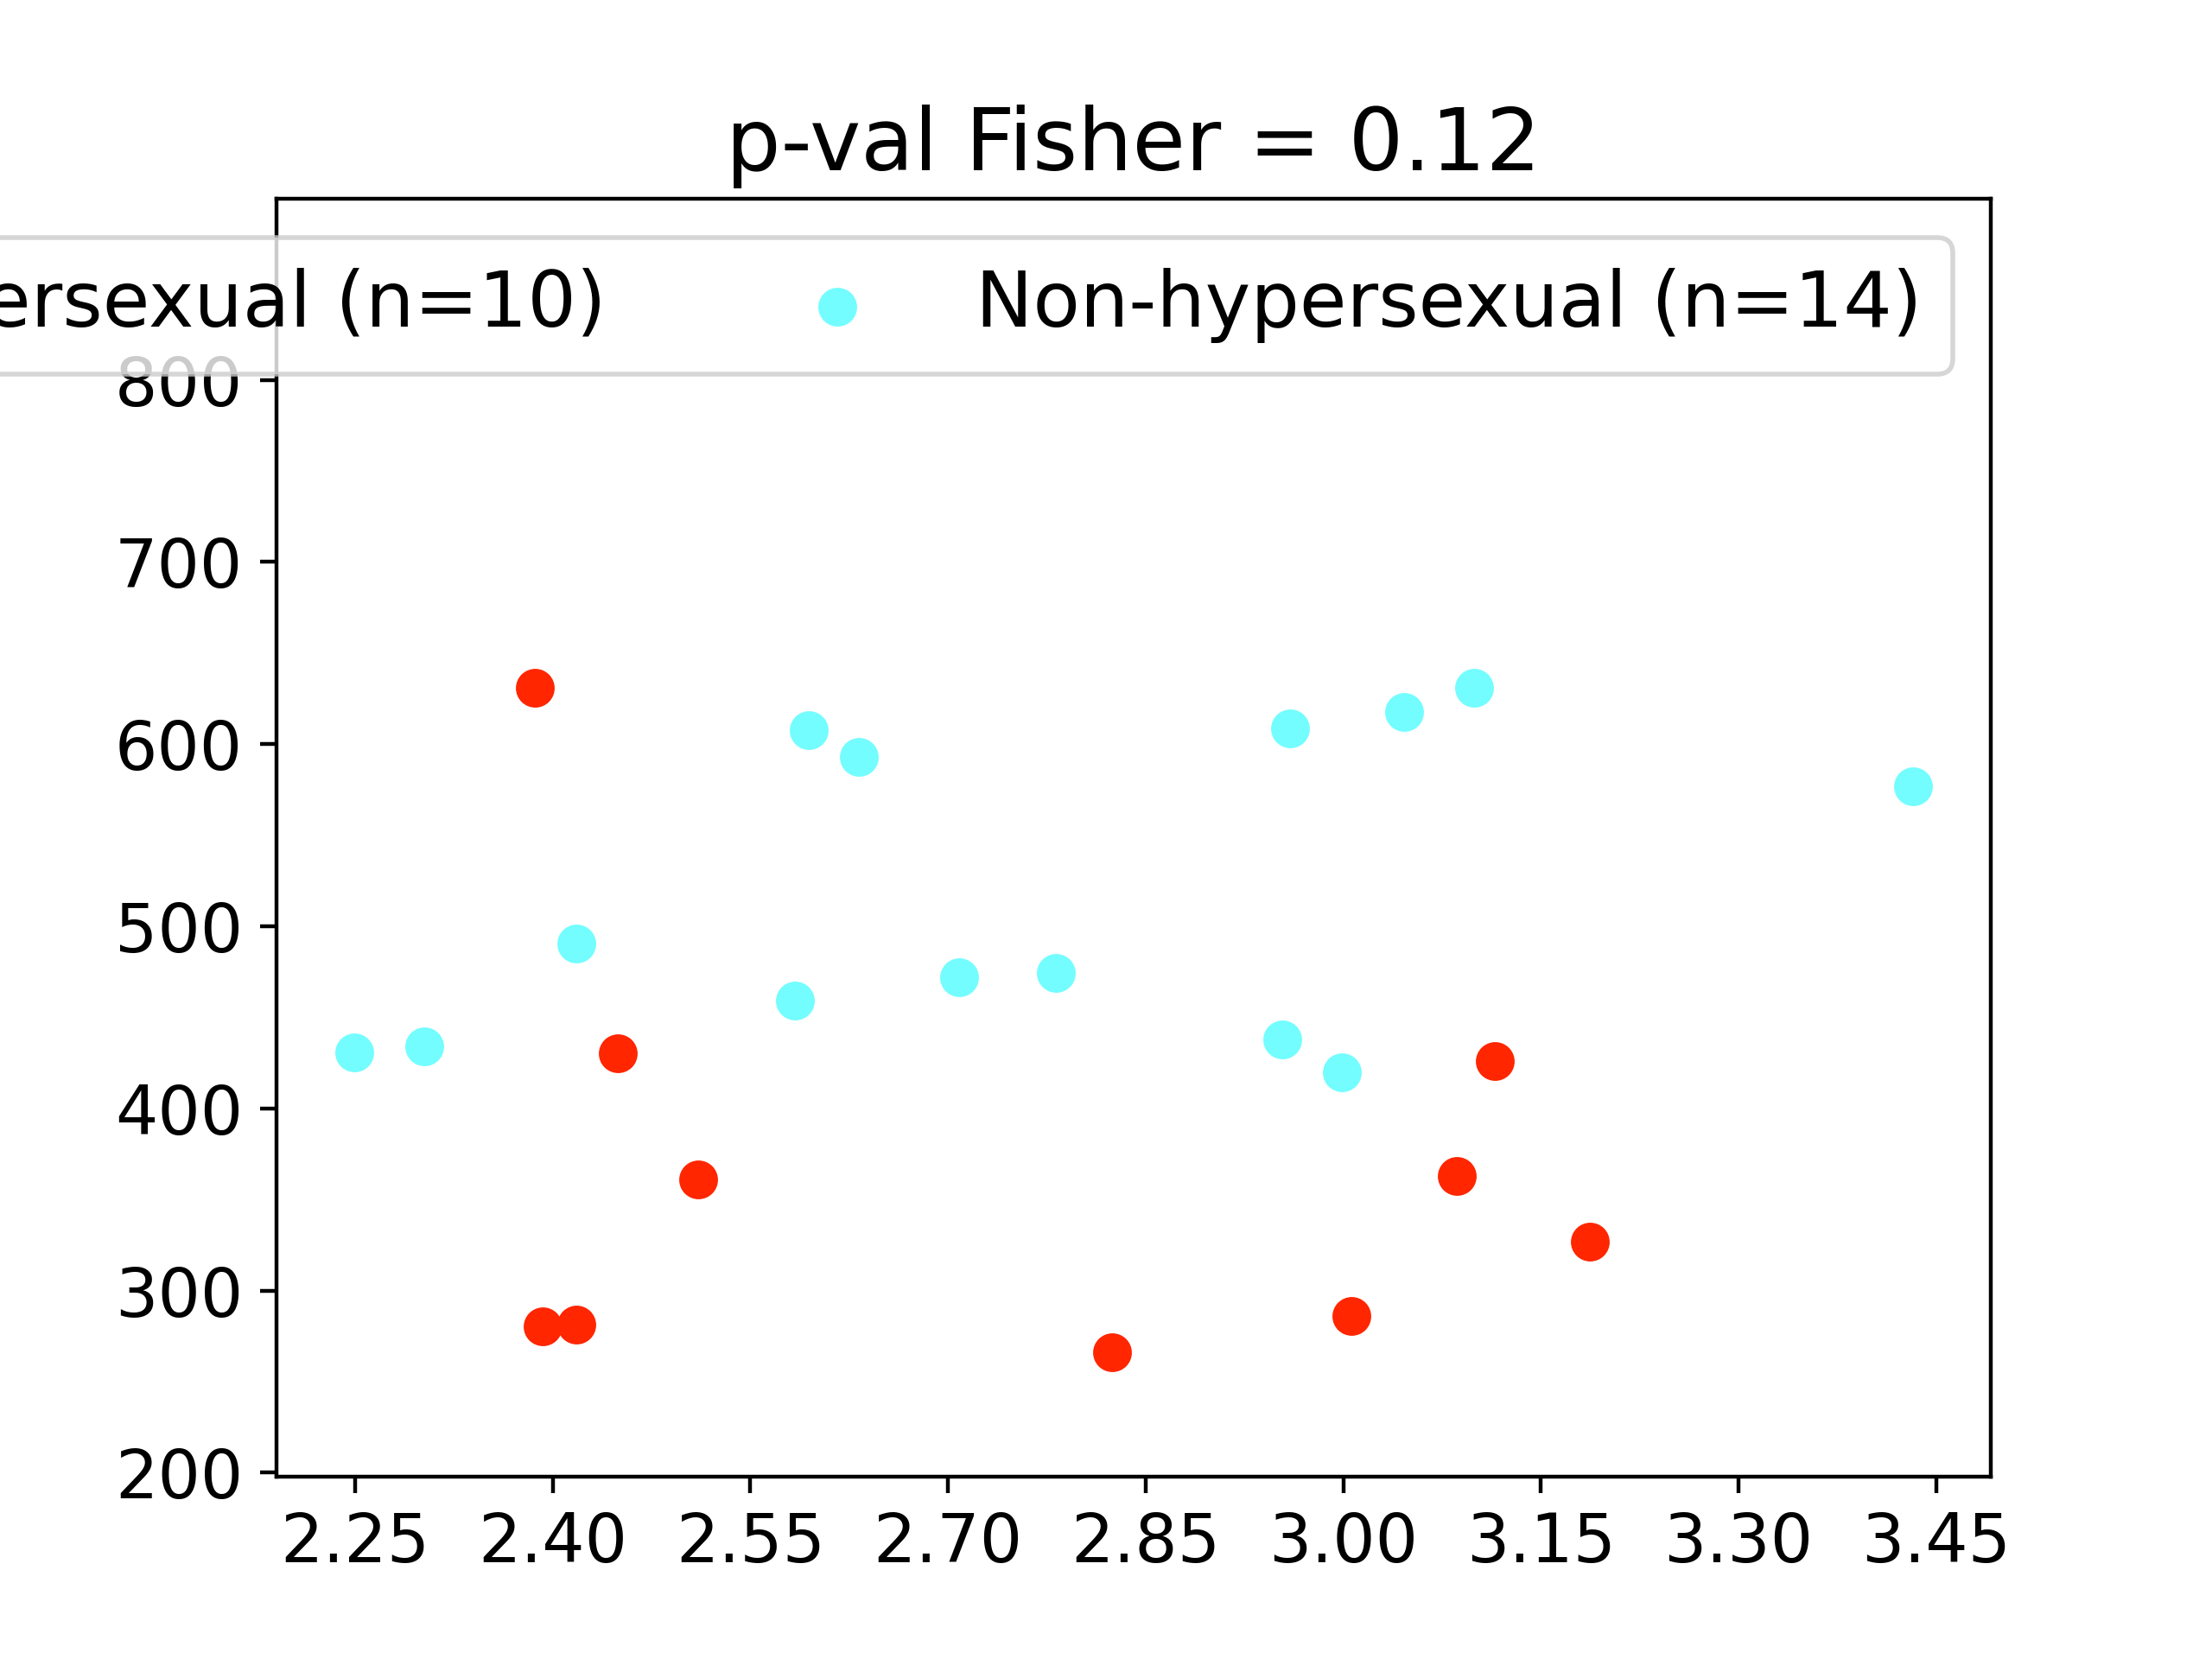 p-val Fisher = 0.12
ersexual (n=10) Non-hypersexual (n=14)
800
700
600
500
400
300
200
2.25 2.40 2.55 2.70 2.85 3.00 3.15 3.30 3.45